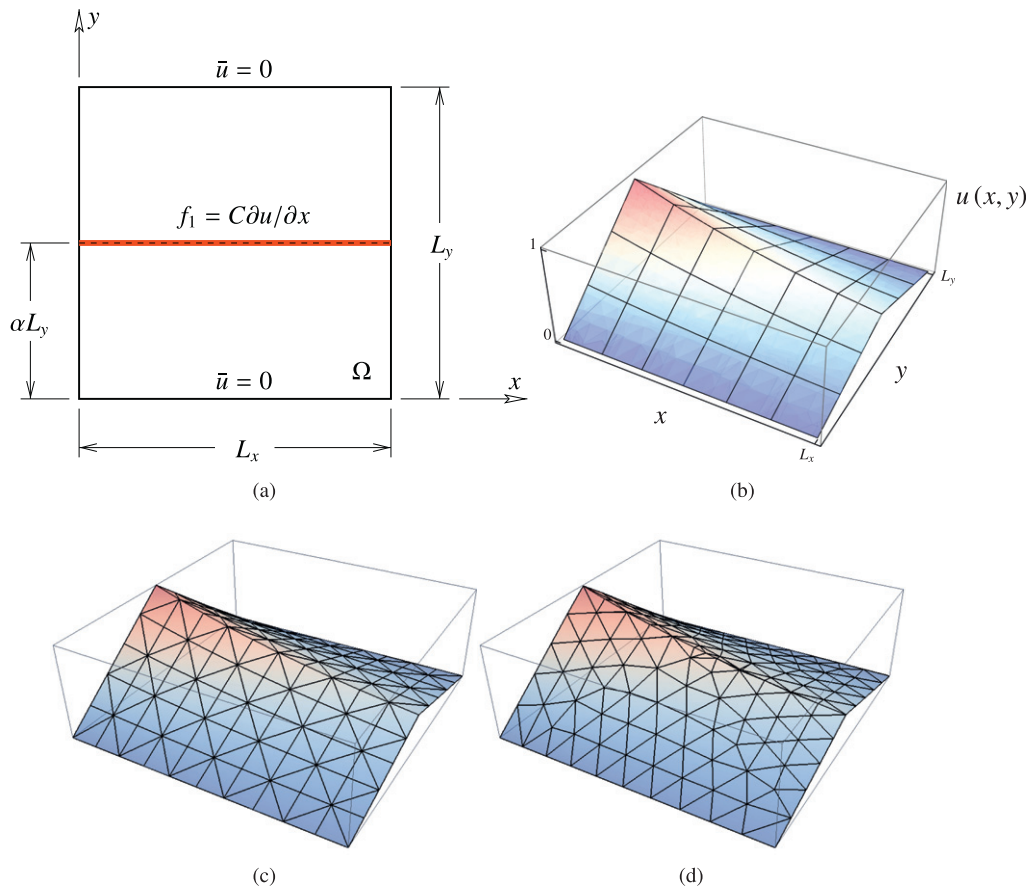 y
ū = 0
f₁ = C∂u/∂x
αL_y
L_y
ū = 0
Ω
x
L_x
(a)
u (x, y)
1
0
L_y
y
x
L_x
(b)
(c)
(d)